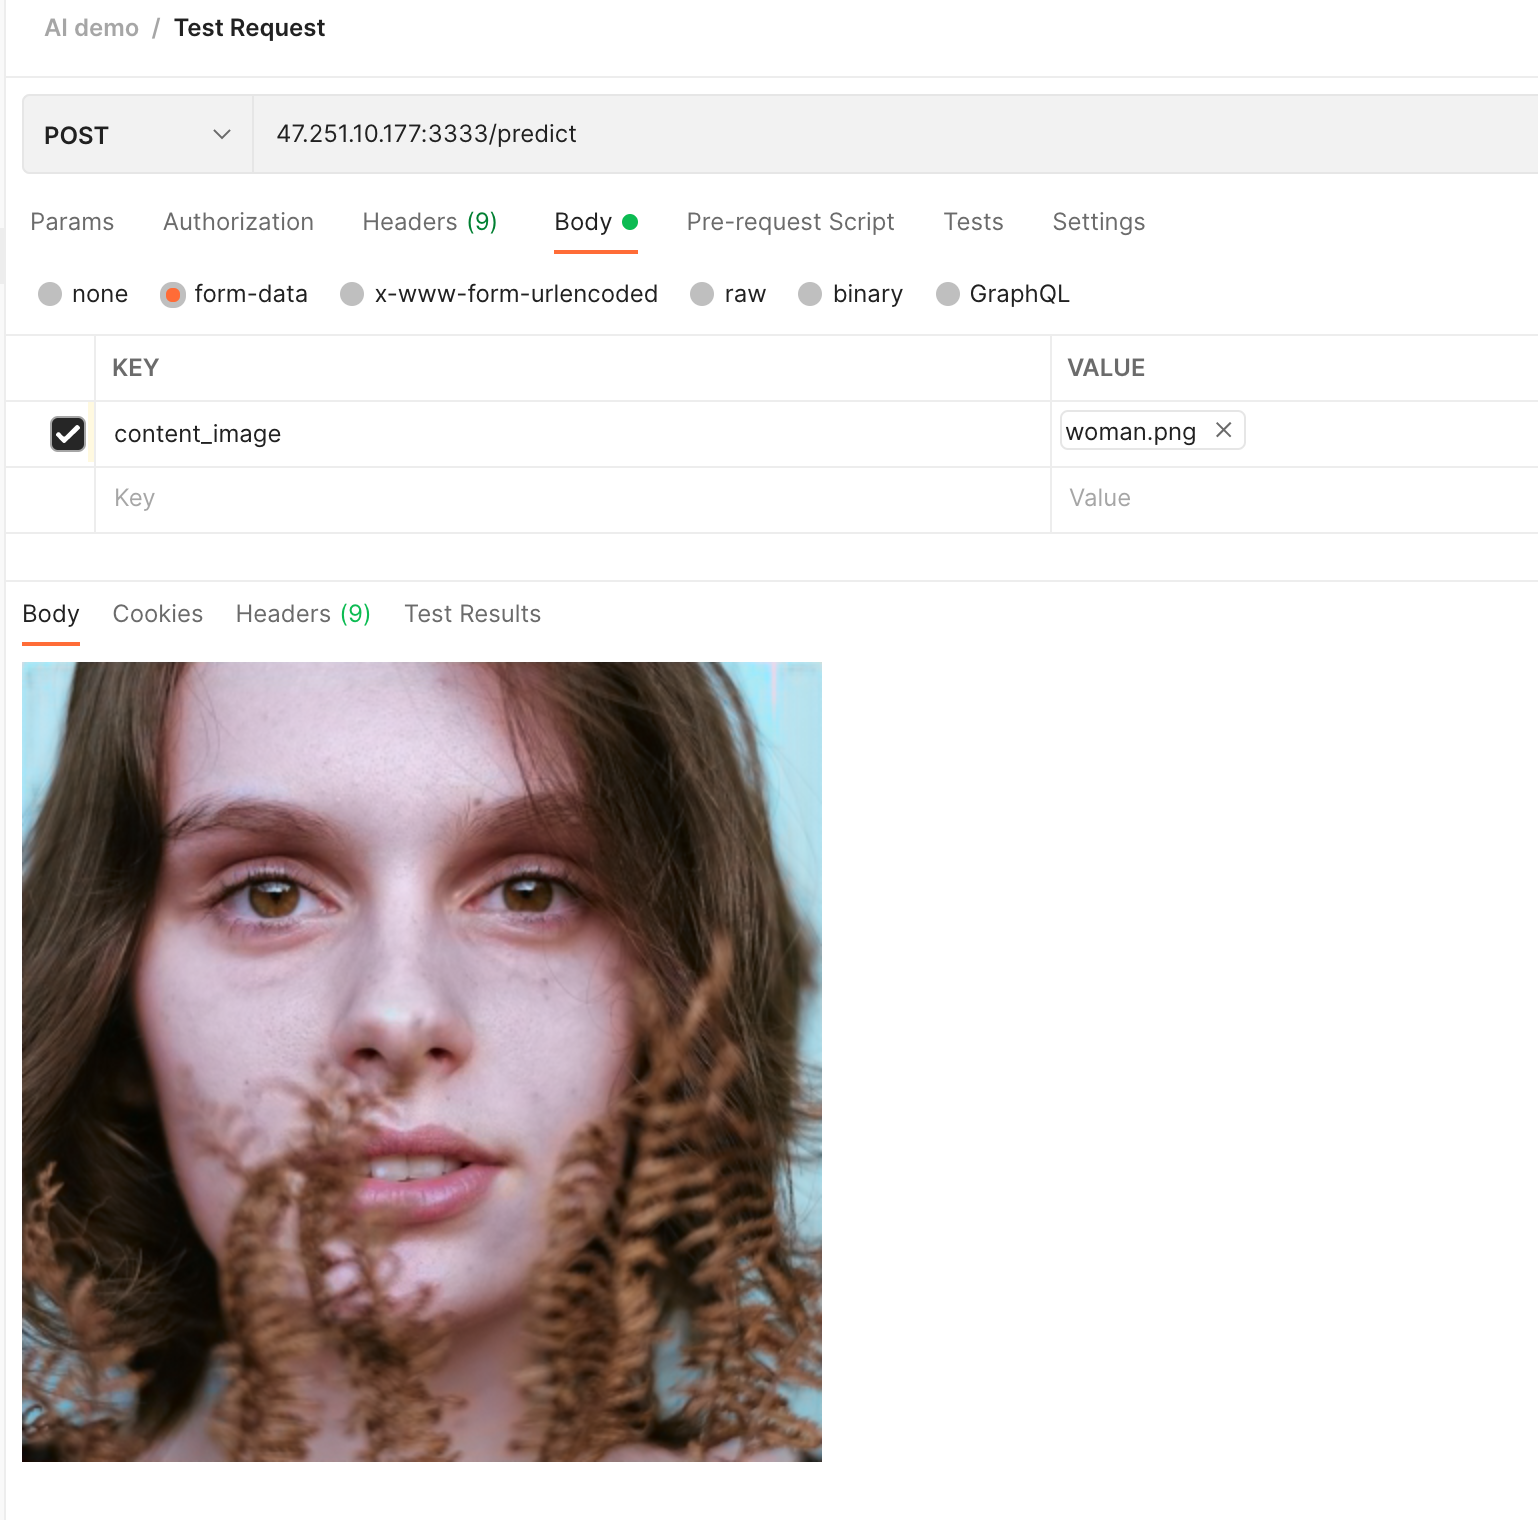 AI demo / Test Request
POST 47.251.10.177:3333/predict
Params Authorization Headers (9) Body Pre-request Script Tests Settings
none form-data x-www-form-urlencoded raw binary GraphQL
KEY VALUE
content_image woman.png
Key Value
Body Cookies Headers (9) Test Results